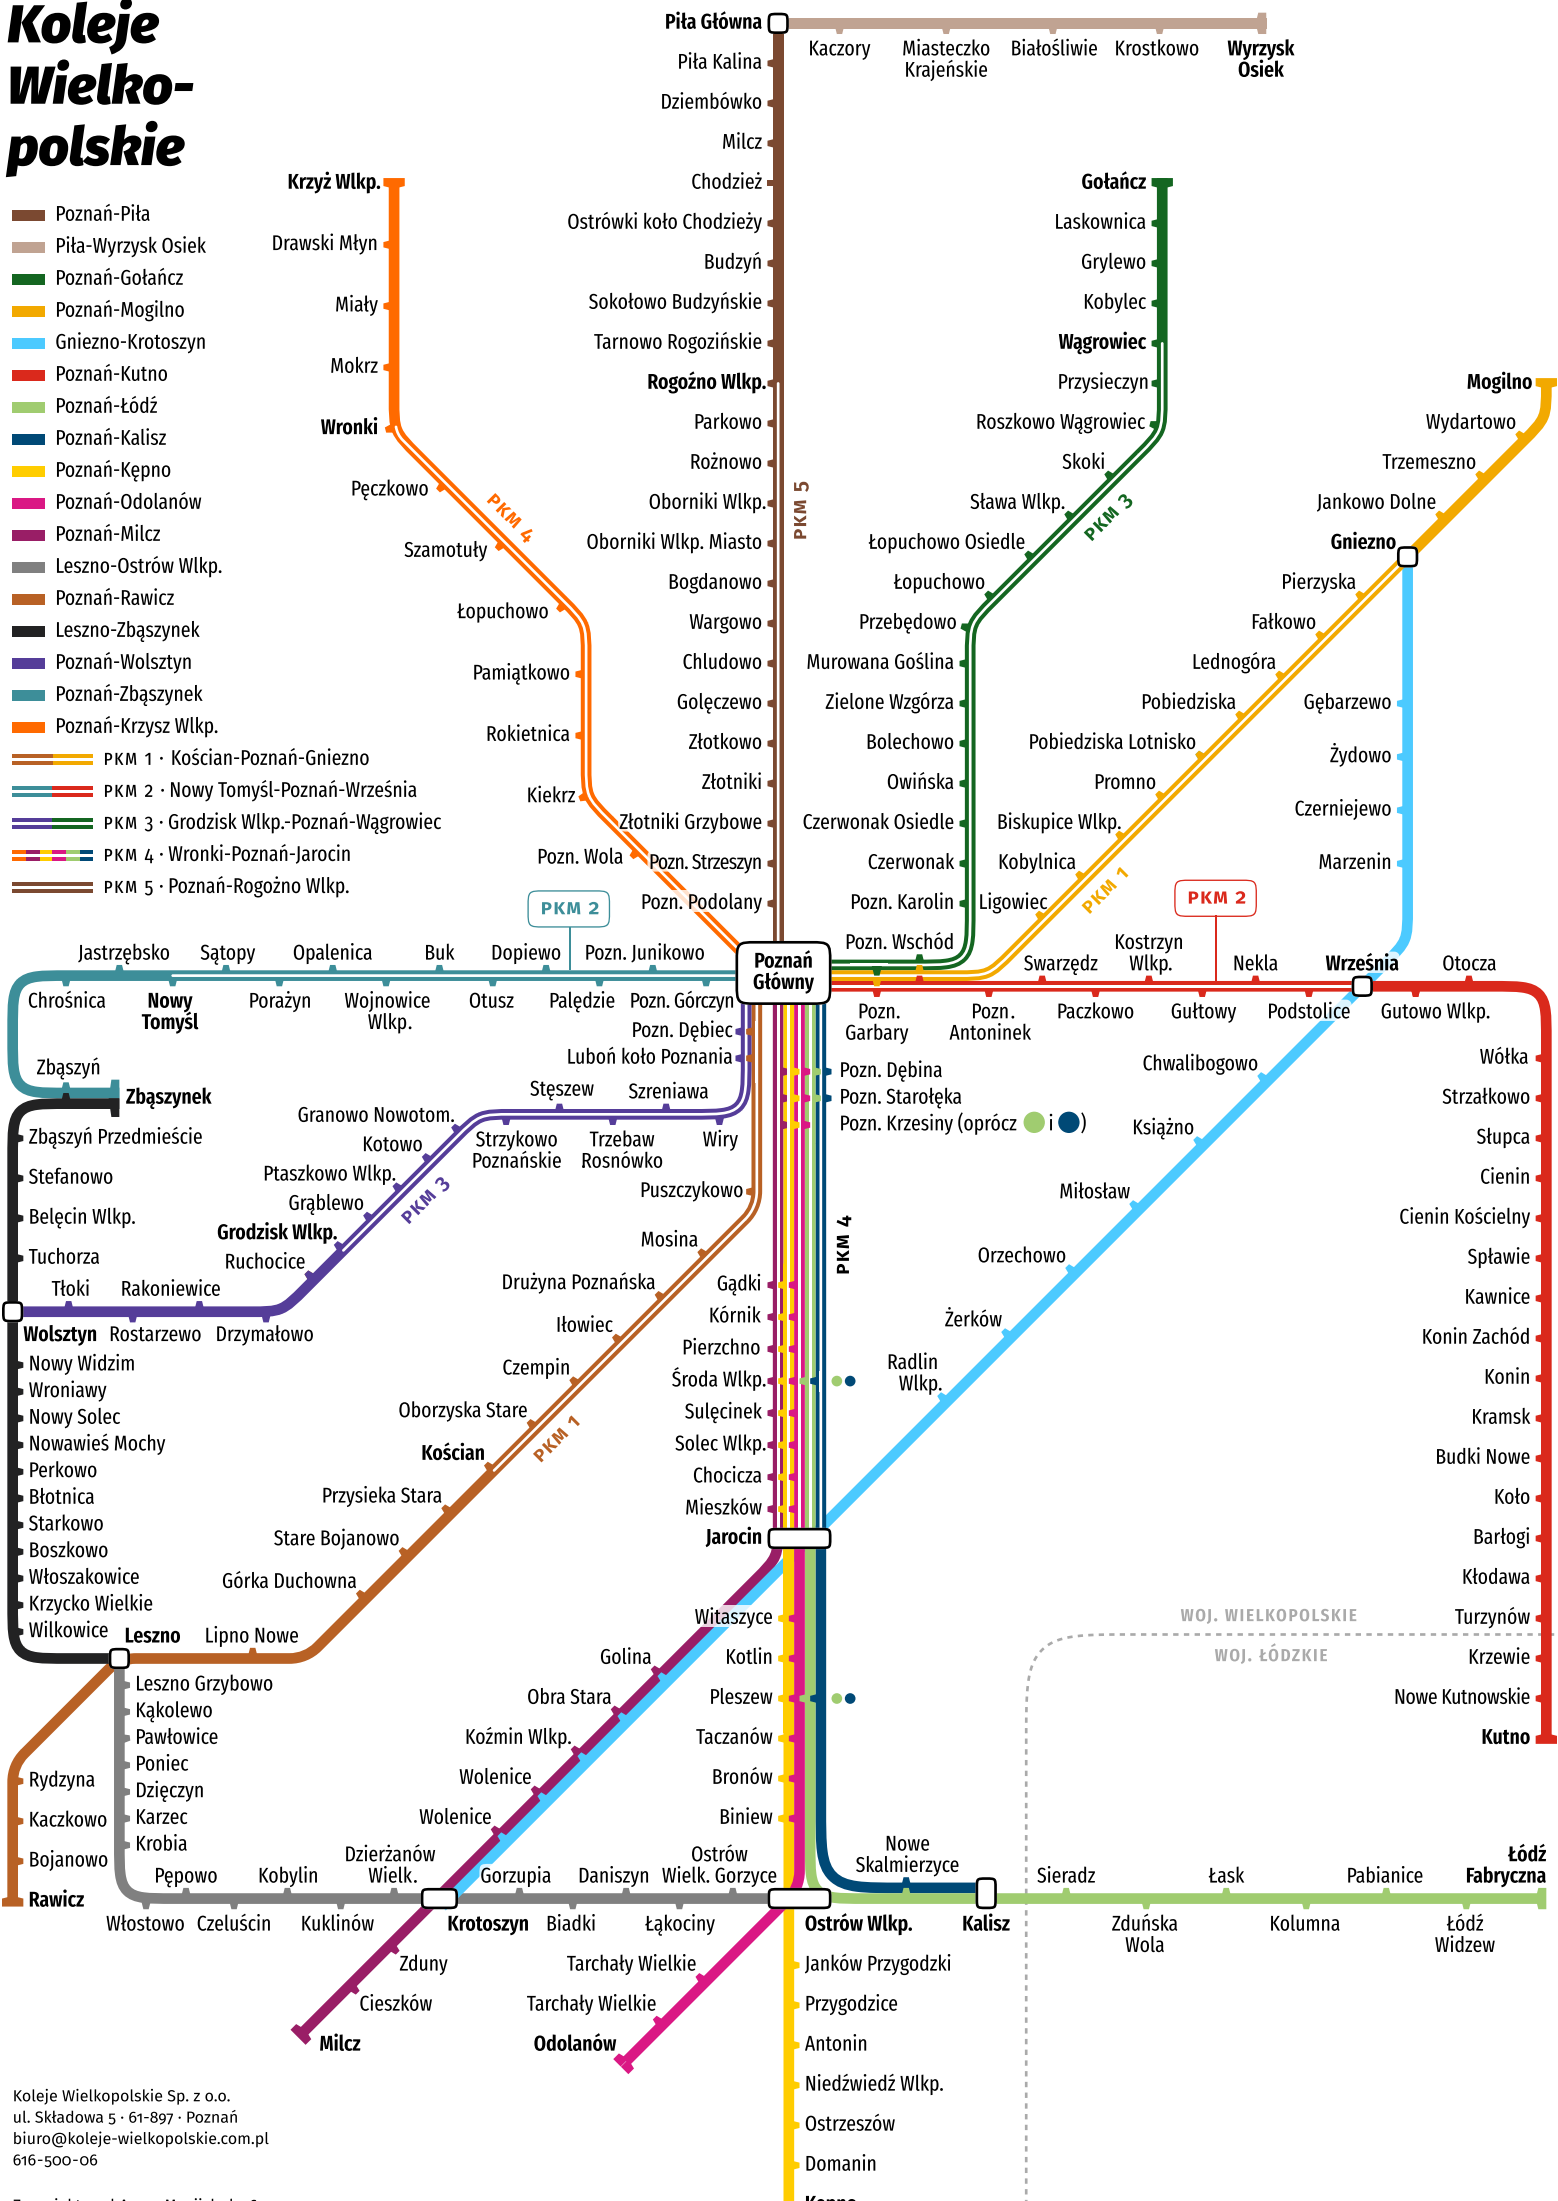 Koleje
Wielko-
polskie
Poznań-Piła
Piła-Wyrzysk Osiek
Poznań-Gołańcz
Poznań-Mogilno
Gniezno-Krotoszyn
Poznań-Kutno
Poznań-Łódź
Poznań-Kalisz
Poznań-Kępno
Poznań-Odolanów
Poznań-Milcz
Leszno-Ostrów Wlkp.
Poznań-Rawicz
Leszno-Zbąszynek
Poznań-Wolsztyn
Poznań-Zbąszynek
Poznań-Krzysz Wlkp.
PKM 1 · Kościan-Poznań-Gniezno
PKM 2 · Nowy Tomyśl-Poznań-Września
PKM 3 · Grodzisk Wlkp.-Poznań-Wągrowiec
PKM 4 · Wronki-Poznań-Jarocin
PKM 5 · Poznań-Rogoźno Wlkp.
Piła Główna
Kaczory
Miasteczko
Krajeńskie
Białośliwie
Krostkowo
Wyrzysk
Osiek
Piła Kalina
Dziembówko
Milcz
Chodzież
Ostrówki koło Chodzieży
Budzyń
Sokołowo Budzyńskie
Tarnowo Rogozińskie
Rogoźno Wlkp.
Parkowo
Rożnowo
Oborniki Wlkp.
Oborniki Wlkp. Miasto
Bogdanowo
Wargowo
Chludowo
Golęczewo
Złotkowo
Złotniki
Złotniki Grzybowe
Pozn. Strzeszyn
Pozn. Podolany
PKM 5
Krzyż Wlkp.
Drawski Młyn
Miały
Mokrz
Wronki
Pęczkowo
Szamotuły
Łopuchowo
Pamiątkowo
Rokietnica
Kiekrz
Pozn. Wola
PKM 4
Gołańcz
Laskownica
Grylewo
Kobylec
Wągrowiec
Przysieczyn
Roszkowo Wągrowiec
Skoki
Sława Wlkp.
Łopuchowo Osiedle
Łopuchowo
Przebędowo
Murowana Goślina
Zielone Wzgórza
Bolechowo
Owińska
Czerwonak Osiedle
Czerwonak
Pozn. Karolin
Pozn. Wschód
PKM 3
Mogilno
Wydartowo
Trzemeszno
Jankowo Dolne
Gniezno
Pierzyska
Fałkowo
Lednogóra
Pobiedziska
Pobiedziska Lotnisko
Promno
Biskupice Wlkp.
Kobylnica
Ligowiec
PKM 1
Gębarzewo
Żydowo
Czerniejewo
Marzenin
PKM 2
PKM 2
Jastrzębsko
Sątopy
Opalenica
Buk
Dopiewo
Pozn. Junikowo
Poznań
Główny
Chrośnica
Nowy
Tomyśl
Porażyn
Wojnowice
Wlkp.
Otusz
Palędzie
Pozn. Górczyn
Swarzędz
Kostrzyn
Wlkp.
Nekla
Września
Otocza
Pozn.
Garbary
Pozn.
Antoninek
Paczkowo
Gułtowy
Podstolice
Gutowo Wlkp.
Pozn. Dębiec
Luboń koło Poznania
Pozn. Dębina
Pozn. Starołęka
Pozn. Krzesiny (oprócz i )
Zbąszyń
Zbąszynek
Zbąszyń Przedmieście
Stefanowo
Belęcin Wlkp.
Tuchorza
Szreniawa
Stęszew
Granowo Nowotom.
Kotowo
Ptaszkowo Wlkp.
Grąblewo
Grodzisk Wlkp.
Ruchocice
Wiry
Trzebaw
Rosnówko
Strzykowo
Poznańskie
PKM 3
Tłoki
Rakoniewice
Wolsztyn
Rostarzewo
Drzymałowo
Nowy Widzim
Wroniawy
Nowy Solec
Nowawieś Mochy
Perkowo
Błotnica
Starkowo
Boszkowo
Włoszakowice
Krzycko Wielkie
Wilkowice
Leszno
Lipno Nowe
Puszczykowo
Mosina
Drużyna Poznańska
Iłowiec
Czempin
Oborzyska Stare
Kościan
Przysieka Stara
Stare Bojanowo
Górka Duchowna
PKM 1
Gądki
Kórnik
Pierzchno
Środa Wlkp.
Sulęcinek
Solec Wlkp.
Chocicza
Mieszków
Jarocin
PKM 4
Chwalibogowo
Książno
Miłosław
Orzechowo
Żerków
Radlin
Wlkp.
Wółka
Strzałkowo
Słupca
Cienin
Cienin Kościelny
Spławie
Kawnice
Konin Zachód
Konin
Kramsk
Budki Nowe
Koło
Barłogi
Kłodawa
Turzynów
Krzewie
Nowe Kutnowskie
Kutno
WOJ. WIELKOPOLSKIE
WOJ. ŁÓDZKIE
Leszno Grzybowo
Kąkolewo
Pawłowice
Poniec
Dzięczyn
Karzec
Krobia
Rydzyna
Kaczkowo
Bojanowo
Rawicz
Witaszyce
Kotlin
Pleszew
Taczanów
Bronów
Biniew
Ostrów
Wielk. Gorzyce
Golina
Obra Stara
Koźmin Wlkp.
Wolenice
Wolenice
Dzierżanów
Wielk.
Pępowo
Kobylin
Gorzupia
Daniszyn
Włostowo
Czeluścin
Kuklinów
Krotoszyn
Biadki
Łąkociny
Ostrów Wlkp.
Nowe
Skalmierzyce
Kalisz
Sieradz
Łask
Pabianice
Łódź
Fabryczna
Zduńska
Wola
Kolumna
Łódź
Widzew
Zduny
Cieszków
Milcz
Tarchały Wielkie
Tarchały Wielkie
Odolanów
Janków Przygodzki
Przygodzice
Antonin
Niedźwiedź Wlkp.
Ostrzeszów
Domanin
Koleje Wielkopolskie Sp. z o.o.
ul. Składowa 5 · 61-897 · Poznań
biuro@koleje-wielkopolskie.com.pl
616-500-06